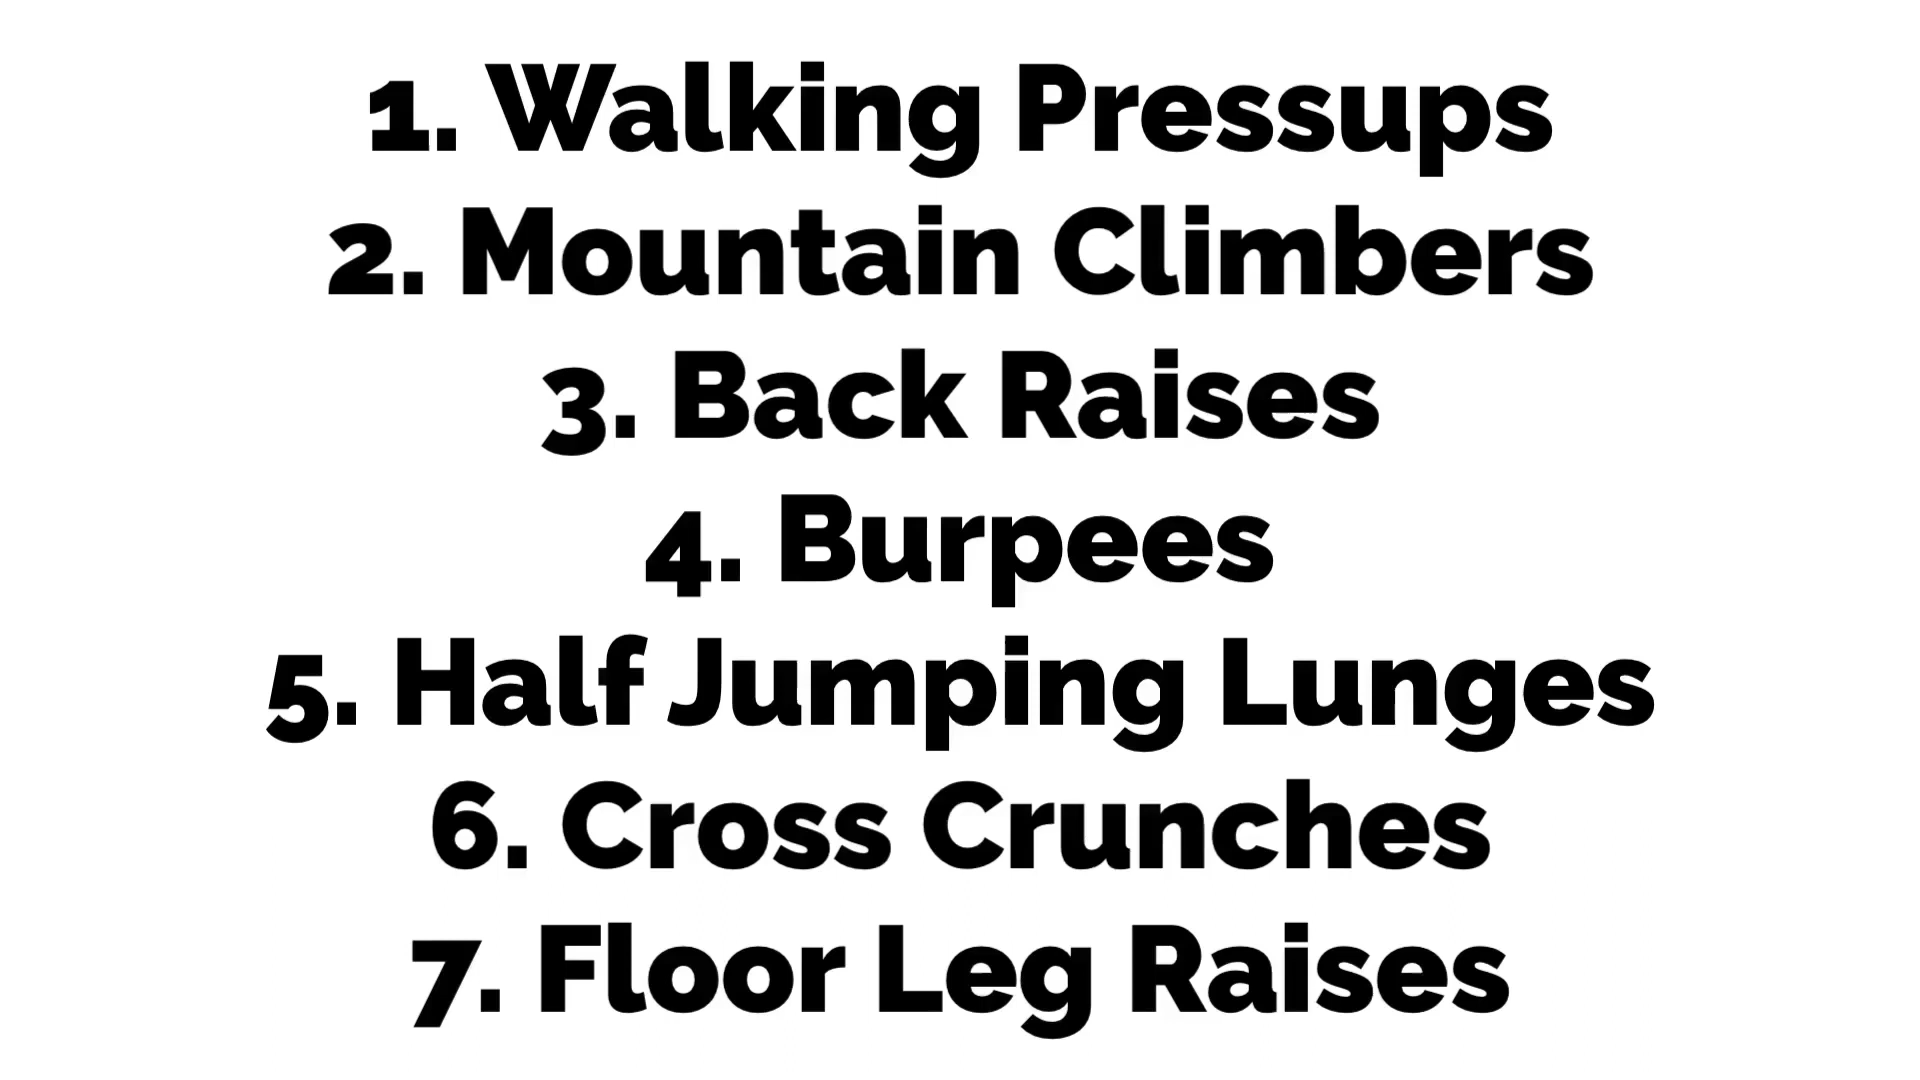 1. Walking Pressups
2. Mountain Climbers
3. Back Raises
4. Burpees
5. Half Jumping Lunges
6. Cross Crunches
7. Floor Leg Raises